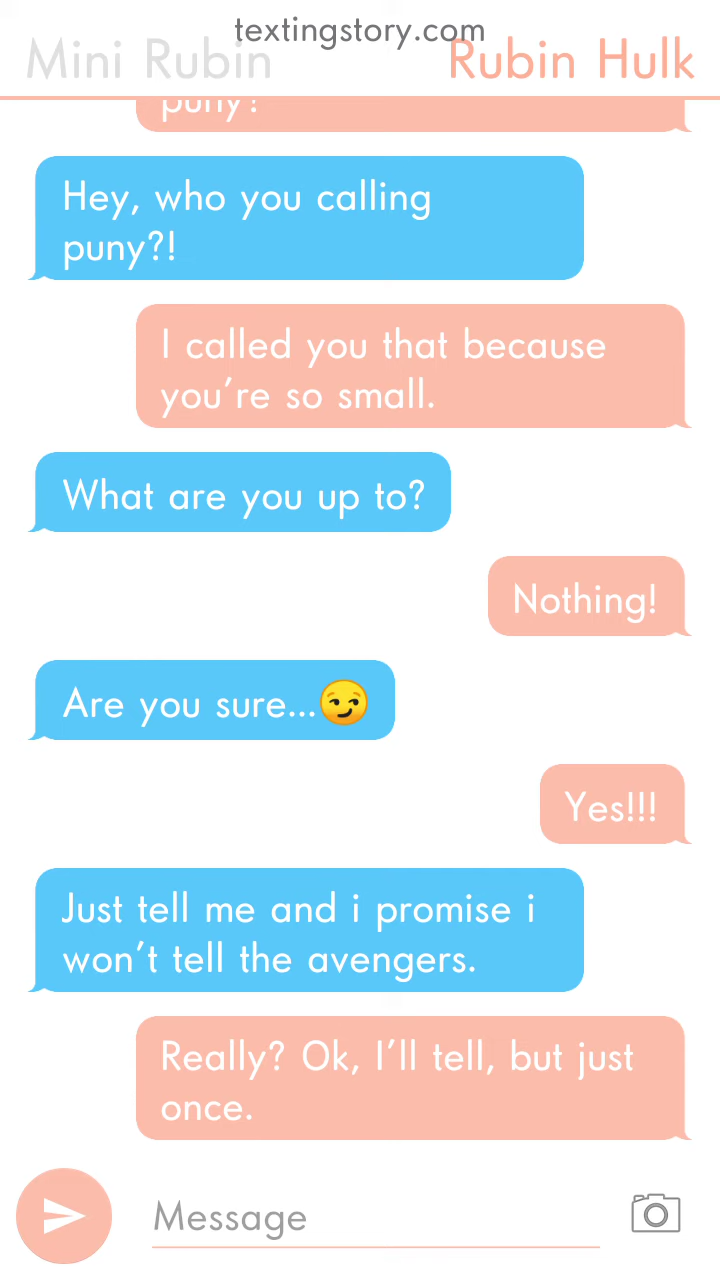 textingstory.com
Mini Rubin
Rubin Hulk
puny?
Hey, who you calling
puny?!
I called you that because
you’re so small.
What are you up to?
Nothing!
Are you sure...😏
Yes!!!
Just tell me and i promise i
won’t tell the avengers.
Really? Ok, I’ll tell, but just
once.
Message